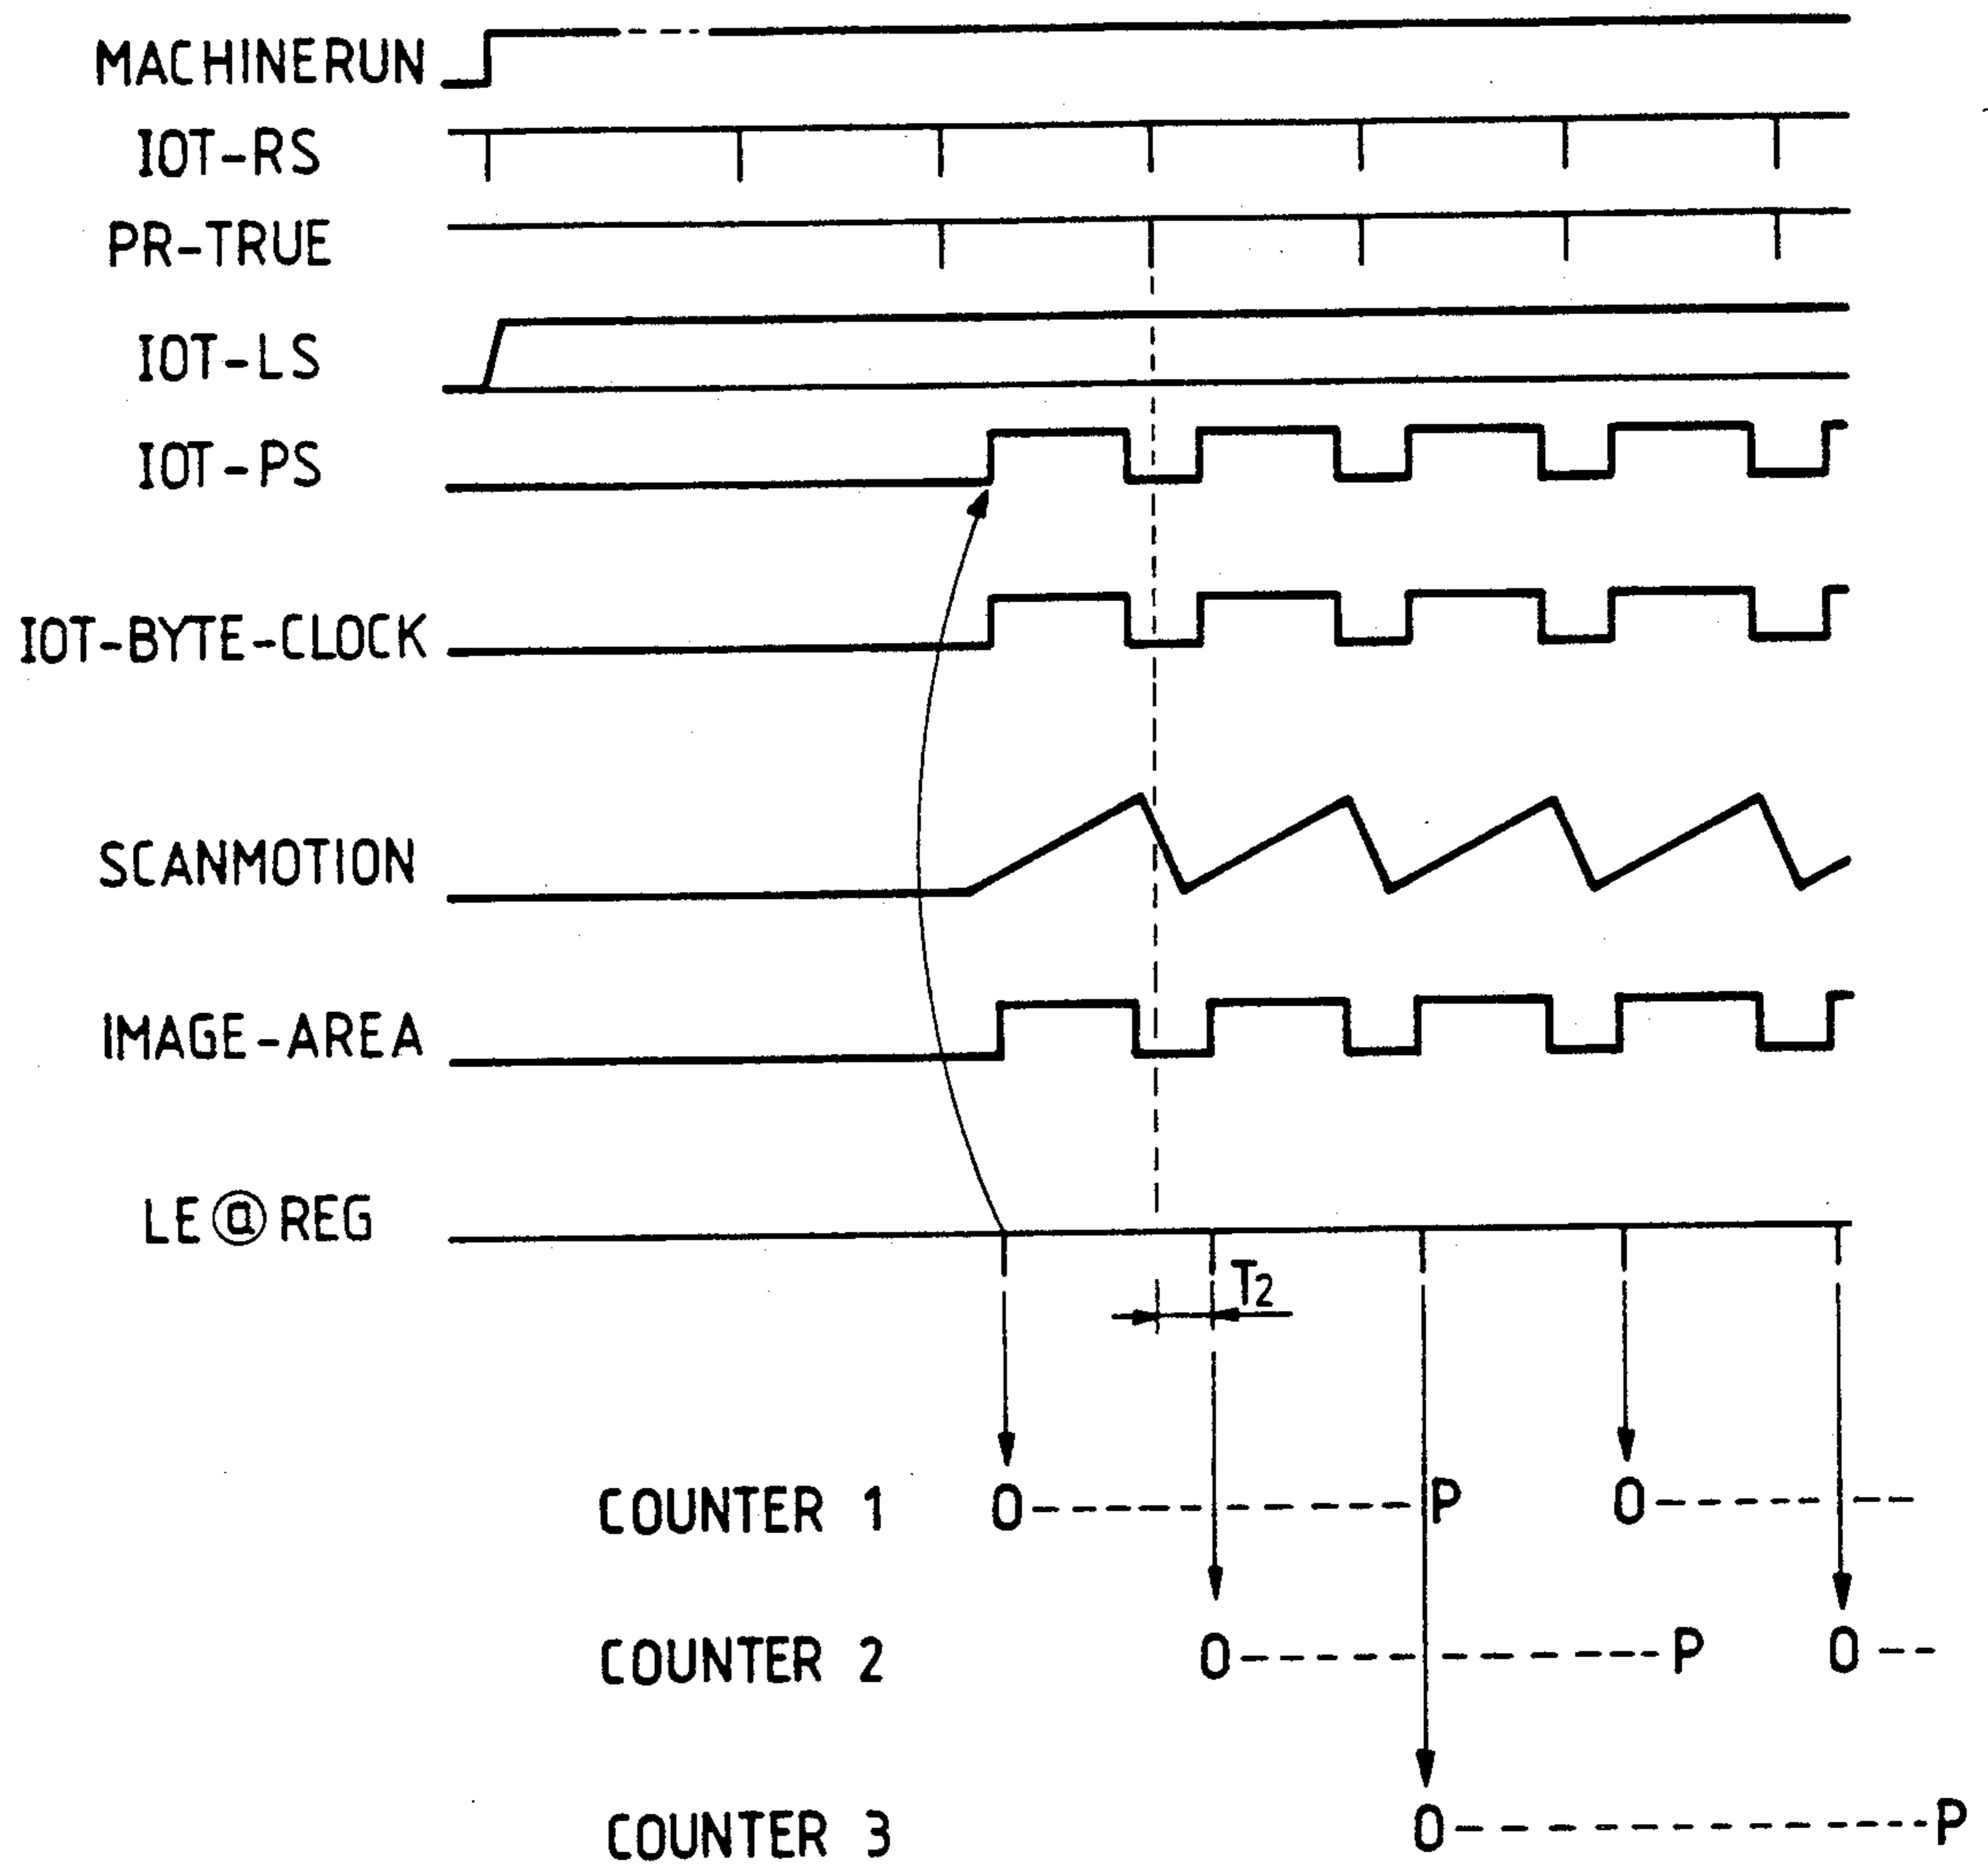 MACHINERUN
IOT-RS
PR-TRUE
IOT-LS
IOT-PS
IOT-BYTE-CLOCK
SCANMOTION
IMAGE-AREA
LE@REG
T2
COUNTER 1 0 P 0
COUNTER 2 0 P 0
COUNTER 3 0 P